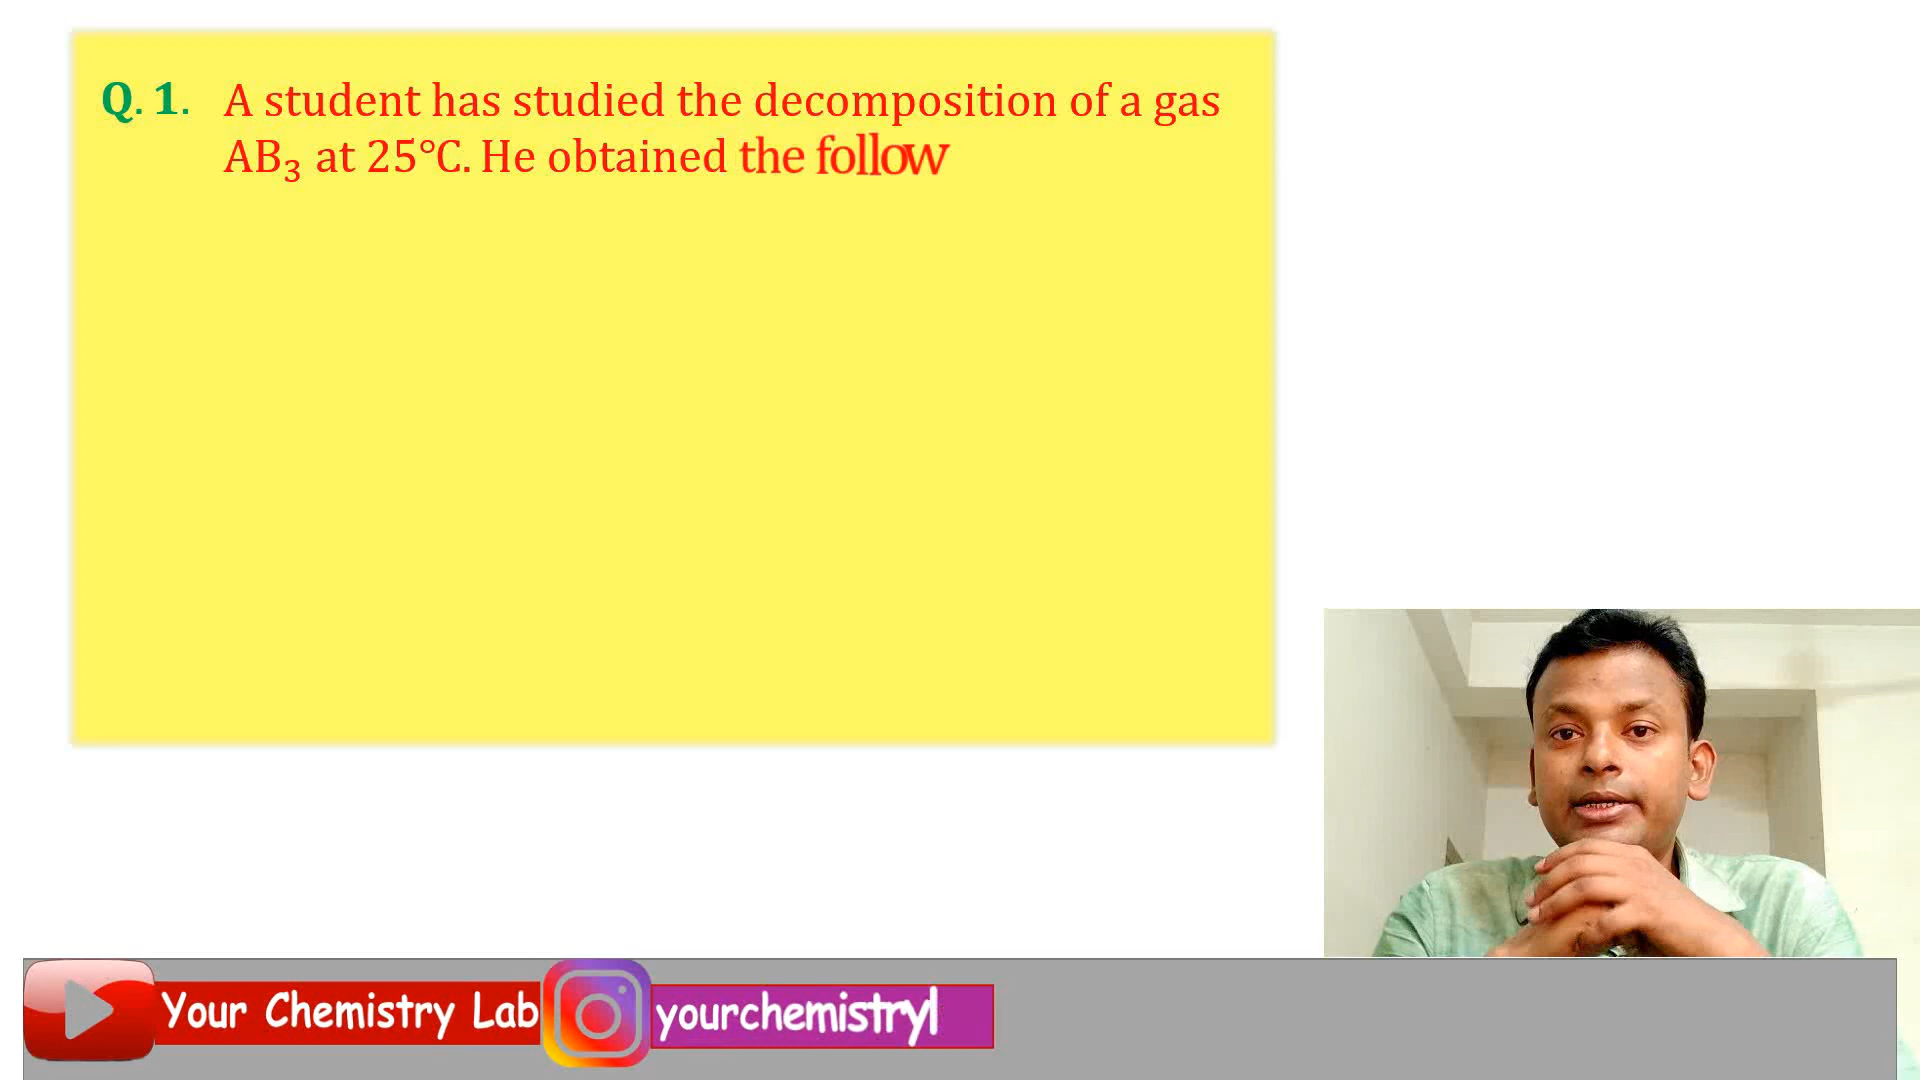 Q. 1. A student has studied the decomposition of a gas
AB₃ at 25°C. He obtained the follow
Your Chemistry Lab
yourchemistryl